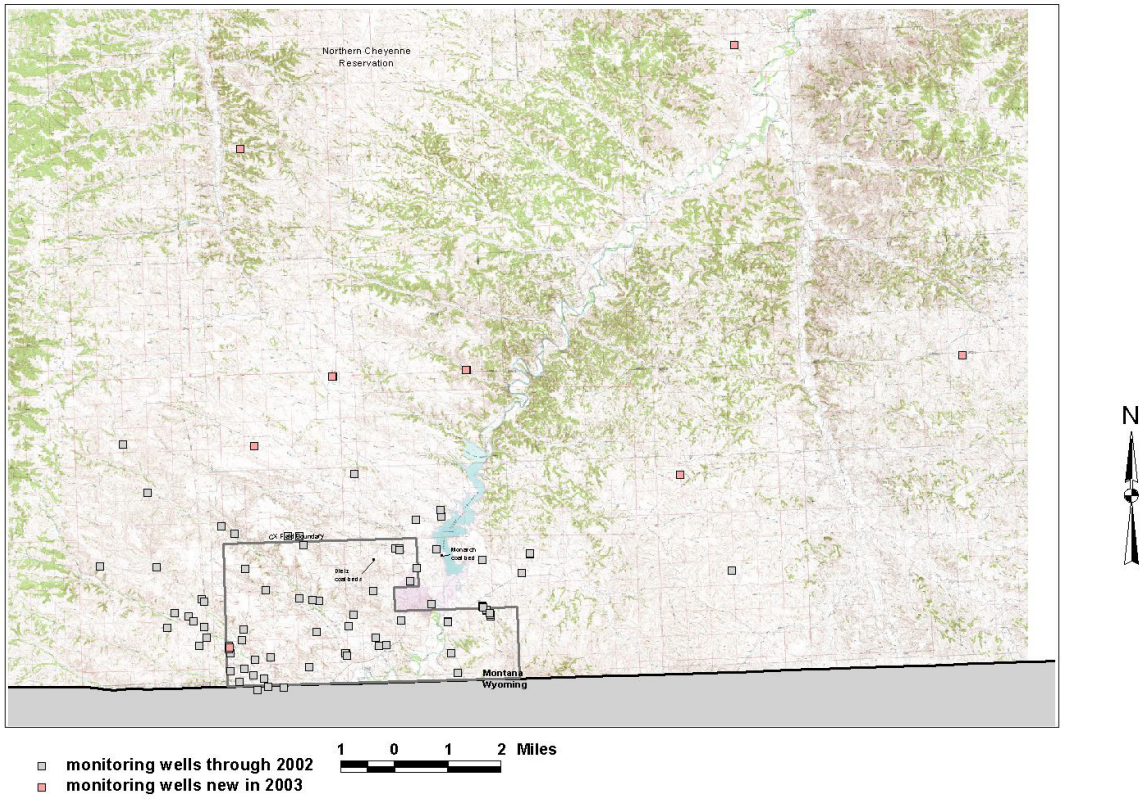 Northern Cheyenne
Reservation
N
CX Field Boundary
Monarch
coal bed
Dietz
coal beds
Montana
Wyoming
1 0 1 2 Miles
monitoring wells through 2002
monitoring wells new in 2003